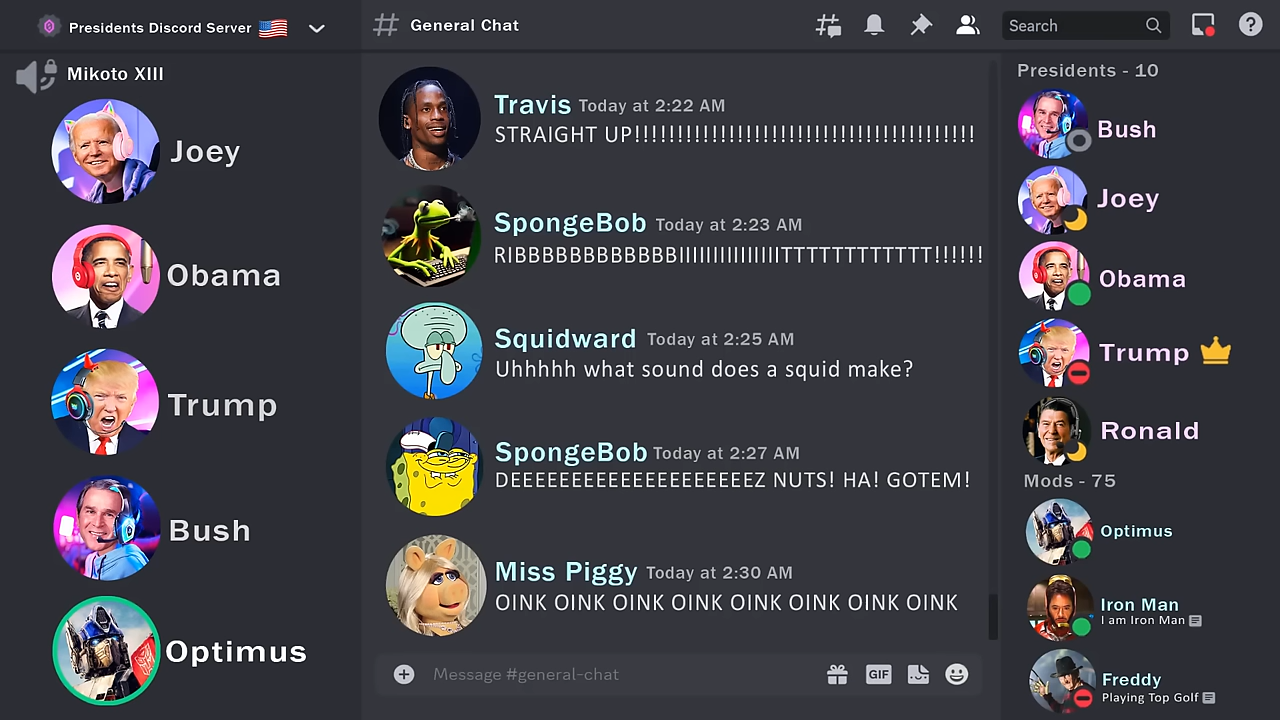 Presidents Discord Server
Mikoto XIII
Joey
Obama
Trump
Bush
Optimus
# General Chat
Travis Today at 2:22 AM
STRAIGHT UP!!!!!!!!!!!!!!!!!!!!!!!!!!!!!!!!!!!!!!!!
SpongeBob Today at 2:23 AM
RIBBBBBBBBBBBBIIIIIIIIIIIIIIITTTTTTTTTTTTT!!!!!!
Squidward Today at 2:25 AM
Uhhhhh what sound does a squid make?
SpongeBob Today at 2:27 AM
DEEEEEEEEEEEEEEEEEEEEZ NUTS! HA! GOTEM!
Miss Piggy Today at 2:30 AM
OINK OINK OINK OINK OINK OINK OINK OINK
Message #general-chat
GIF
Search
Presidents - 10
Bush
Joey
Obama
Trump
Ronald
Mods - 75
Optimus
Iron Man
I am Iron Man
Freddy
Playing Top Golf